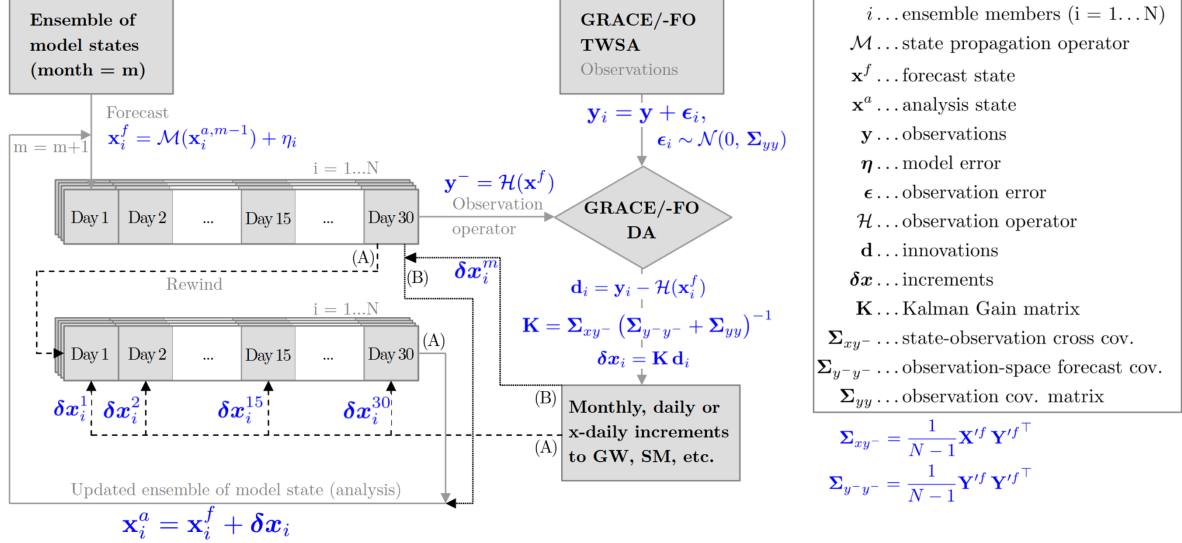 Ensemble of
model states
(month = m)
GRACE/-FO
TWSA
Observations
Forecast
x_i^f = ℳ(x_i^{a,m−1}) + η_i
m = m+1
y_i = y + ϵ_i,
ϵ_i ∼ 𝒩(0, Σ_yy)
i = 1...N
Day 1 Day 2 ... Day 15 ... Day 30
y^− = ℋ(x^f)
Observation
operator
GRACE/-FO
DA
(A)
(B)
δx_i^m
Rewind
d_i = y_i − ℋ(x_i^f)
K = Σ_{xy^−} (Σ_{y^−y^−} + Σ_yy)^{−1}
δx_i = K d_i
i = 1...N
Day 1 Day 2 ... Day 15 ... Day 30
(A)
δx_i^1 δx_i^2 δx_i^15 δx_i^30
(B)
(A)
Monthly, daily or
x-daily increments
to GW, SM, etc.
Updated ensemble of model state (analysis)
x_i^a = x_i^f + δx_i
i ... ensemble members (i = 1...N)
ℳ ... state propagation operator
x^f ... forecast state
x^a ... analysis state
y ... observations
η ... model error
ϵ ... observation error
ℋ ... observation operator
d ... innovations
δx ... increments
K ... Kalman Gain matrix
Σ_{xy^−} ... state-observation cross cov.
Σ_{y^−y^−} ... observation-space forecast cov.
Σ_yy ... observation cov. matrix
Σ_{xy^−} = 1/(N−1) X′^f Y′^{f⊤}
Σ_{y^−y^−} = 1/(N−1) Y′^f Y′^{f⊤}